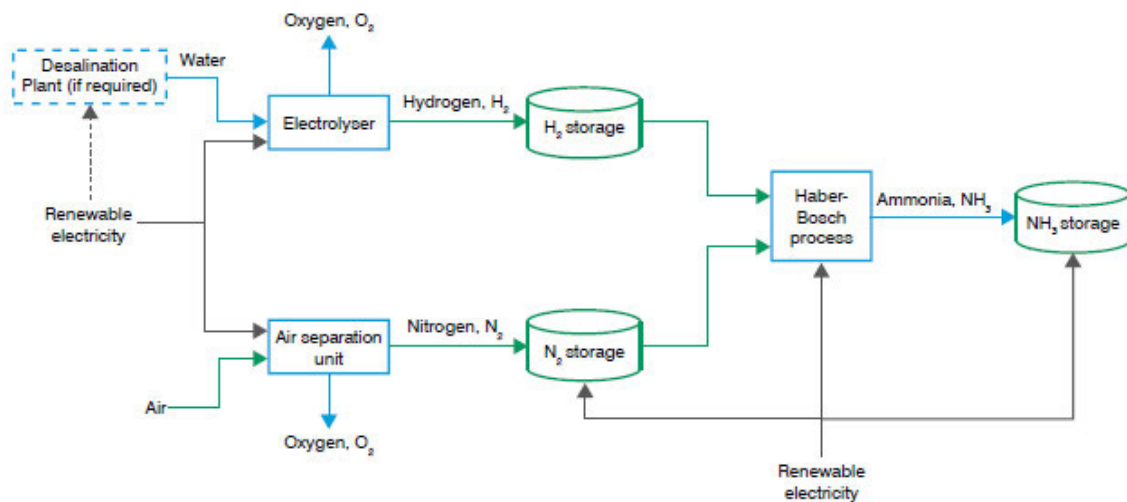 Oxygen, O₂
Desalination
Plant (if required)
Water
Electrolyser
Hydrogen, H₂
H₂ storage
Renewable
electricity
Haber-
Bosch
process
Ammonia, NH₃
NH₃ storage
Air separation
unit
Nitrogen, N₂
N₂ storage
Air
Oxygen, O₂
Renewable
electricity